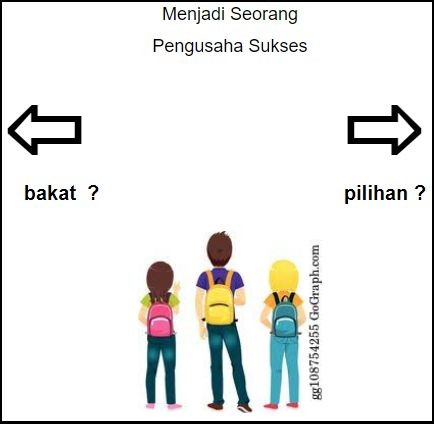 Menjadi Seorang
Pengusaha Sukses
bakat ?
pilihan ?
gg108754255 GoGraph.com